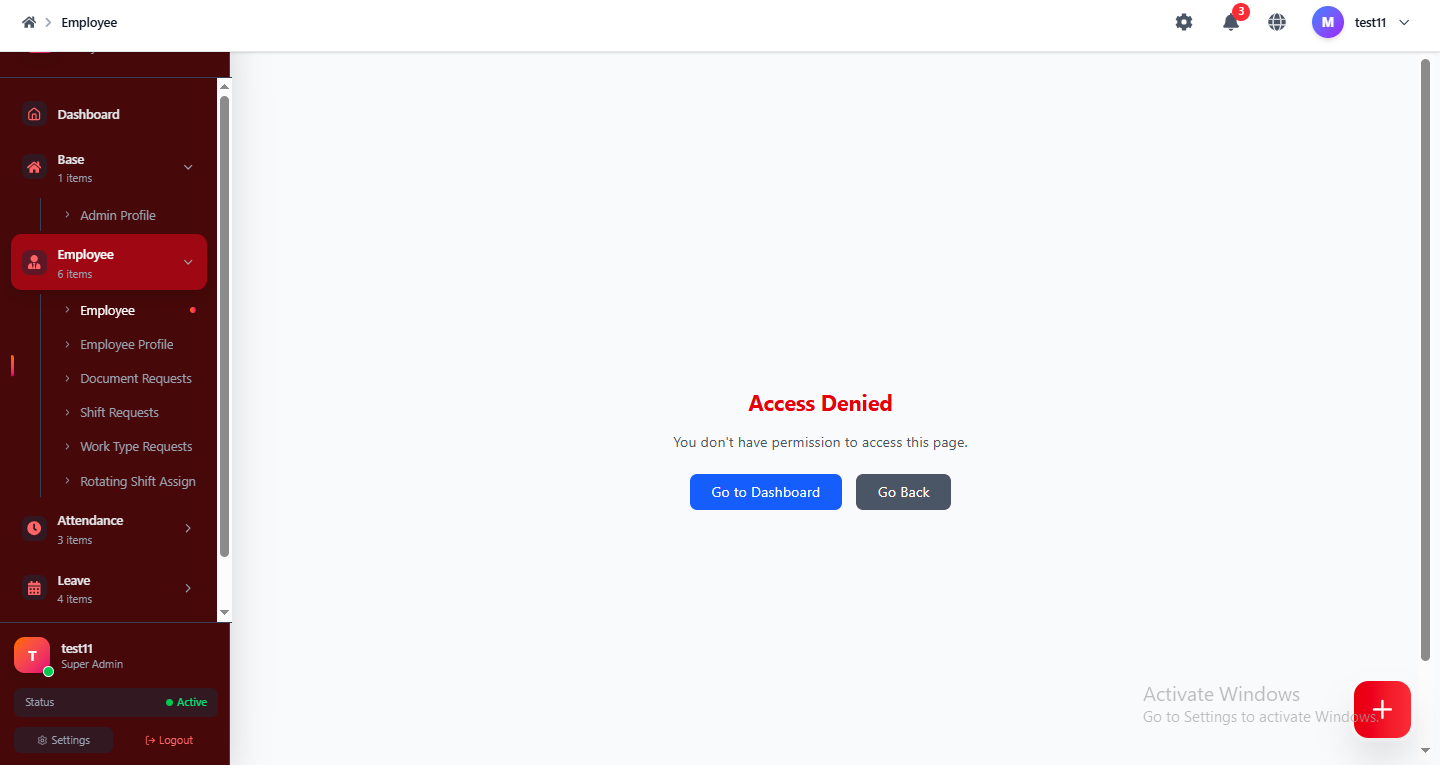 Employee
3
M
test11
Dashboard
Base
1 items
Admin Profile
Employee
6 items
Employee
Employee Profile
Document Requests
Shift Requests
Work Type Requests
Rotating Shift Assign
Attendance
3 items
Leave
4 items
T
test11
Super Admin
Status
Active
Settings
Logout
Access Denied
You don't have permission to access this page.
Go to Dashboard
Go Back
Activate Windows
Go to Settings to activate Windows.